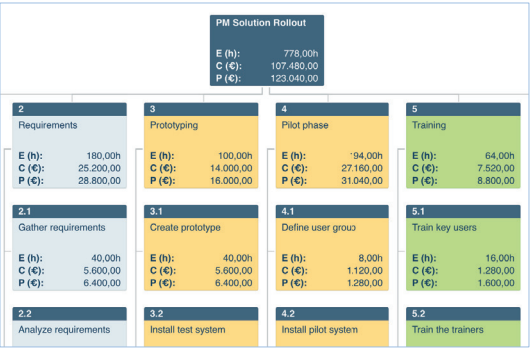 PM Solution Rollout
E (h): 778,00h
C (€): 107.480,00
P (€): 123.040,00
2
Requirements
E (h): 180,00h
C (€): 25.200,00
P (€): 28.800,00
3
Prototyping
E (h): 100,00h
C (€): 14.000,00
P (€): 16.000,00
4
Pilot phase
E (h): 194,00h
C (€): 27.160,00
P (€): 31.040,00
5
Training
E (h): 64,00h
C (€): 7.520,00
P (€): 8.800,00
2.1
Gather requirements
E (h): 40,00h
C (€): 5.600,00
P (€): 6.400,00
3.1
Create prototype
E (h): 40,00h
C (€): 5.600,00
P (€): 6.400,00
4.1
Define user group
E (h): 8,00h
C (€): 1.120,00
P (€): 1.280,00
5.1
Train key users
E (h): 16,00h
C (€): 1.280,00
P (€): 1.600,00
2.2
Analyze requirements
3.2
Install test system
4.2
Install pilot system
5.2
Train the trainers